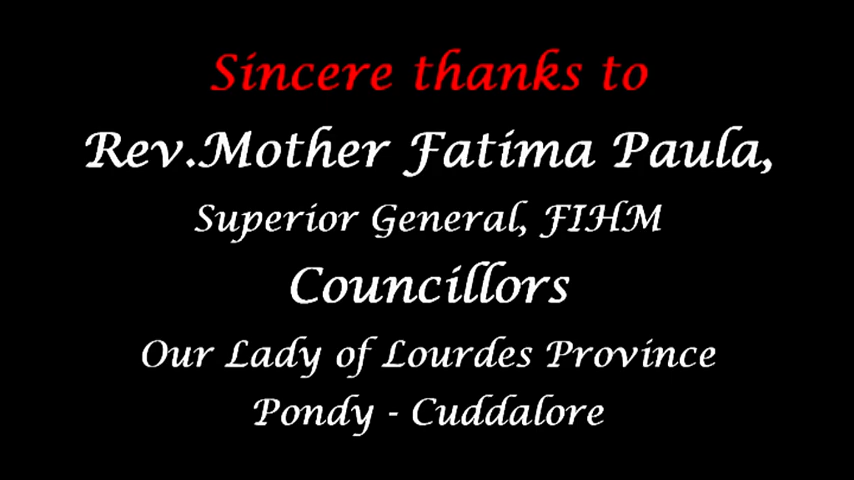 Sincere thanks to
Rev.Mother Fatima Paula,
Superior General, FIHM
Councillors
Our Lady of Lourdes Province
Pondy - Cuddalore